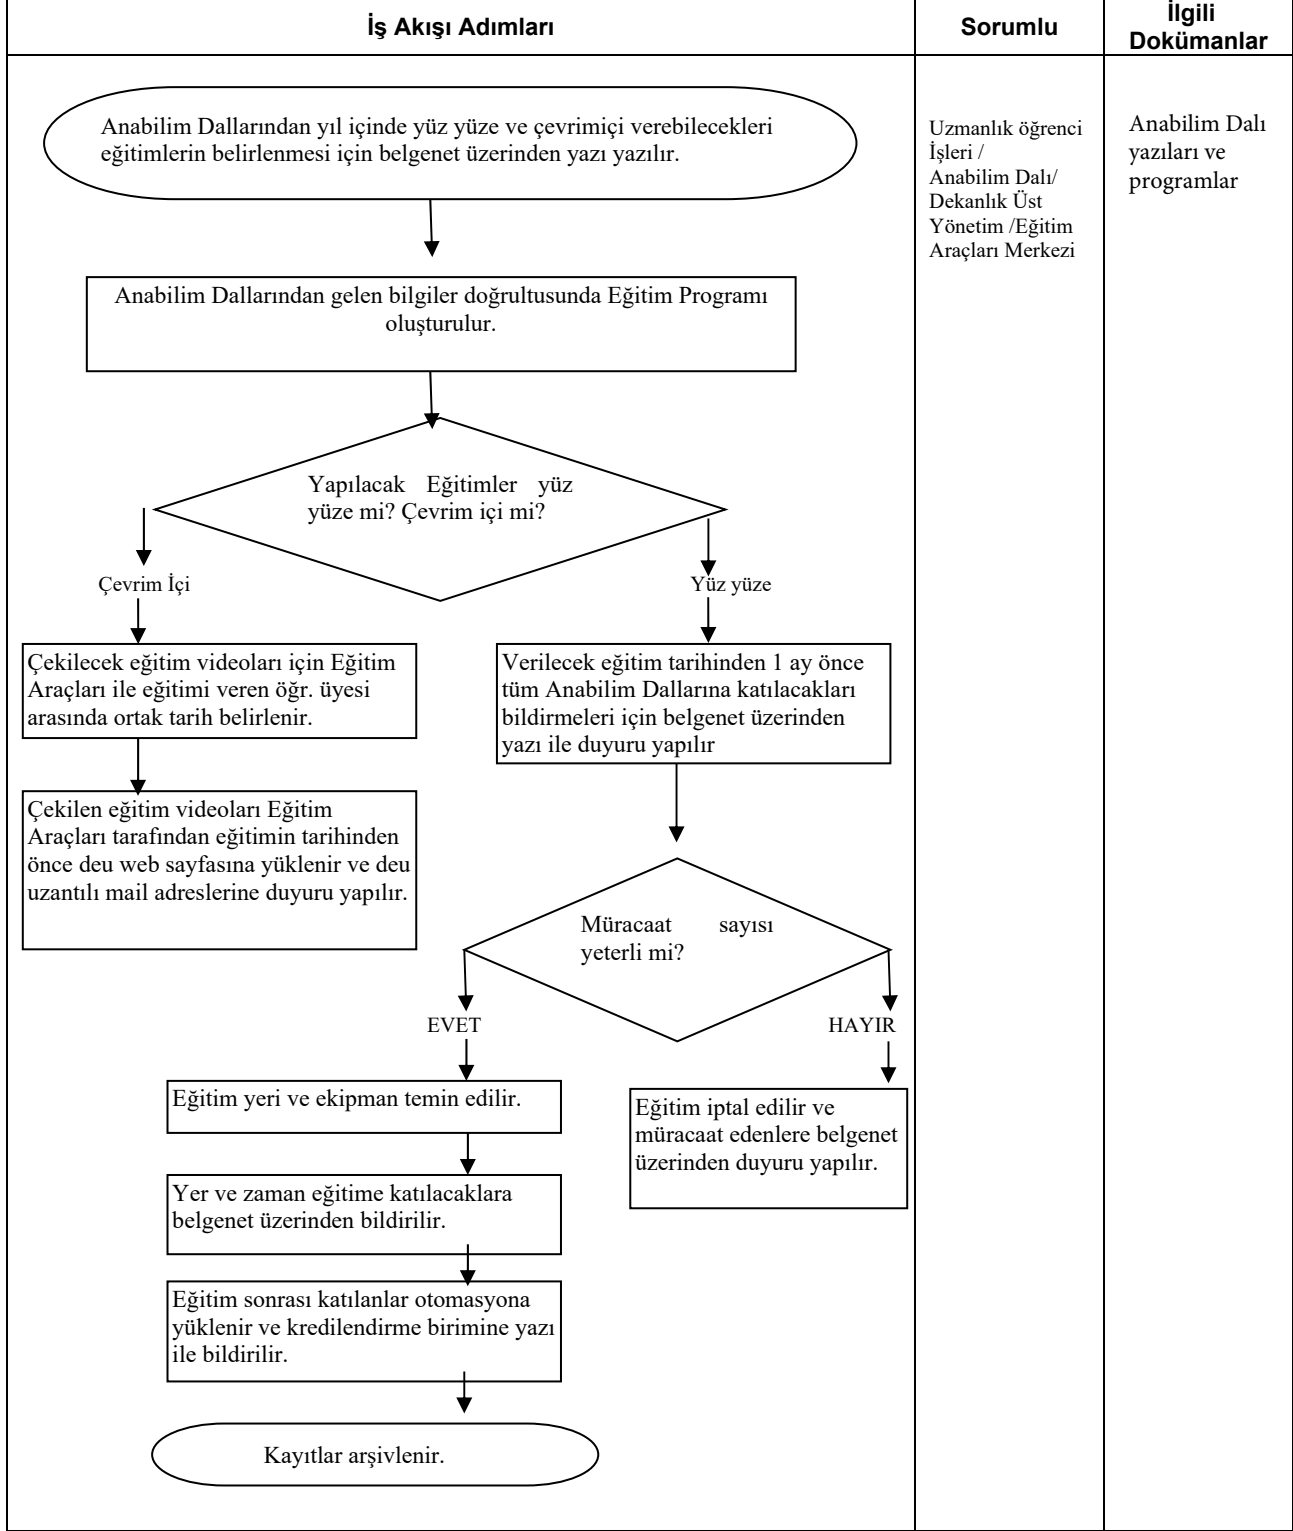 İş Akışı Adımları
Sorumlu
İlgili
Dokümanlar
Anabilim Dallarından yıl içinde yüz yüze ve çevrimiçi verebilecekleri
eğitimlerin belirlenmesi için belgenet üzerinden yazı yazılır.
Uzmanlık öğrenci
İşleri /
Anabilim Dalı/
Dekanlık Üst
Yönetim /Eğitim
Araçları Merkezi
Anabilim Dalı
yazıları ve
programlar
Anabilim Dallarından gelen bilgiler doğrultusunda Eğitim Programı
oluşturulur.
Yapılacak Eğitimler yüz
yüze mi? Çevrim içi mi?
Çevrim İçi
Yüz yüze
Çekilecek eğitim videoları için Eğitim
Araçları ile eğitimi veren öğr. üyesi
arasında ortak tarih belirlenir.
Verilecek eğitim tarihinden 1 ay önce
tüm Anabilim Dallarına katılacakları
bildirmeleri için belgenet üzerinden
yazı ile duyuru yapılır
Çekilen eğitim videoları Eğitim
Araçları tarafından eğitimin tarihinden
önce deu web sayfasına yüklenir ve deu
uzantılı mail adreslerine duyuru yapılır.
Müracaat sayısı
yeterli mi?
EVET
HAYIR
Eğitim yeri ve ekipman temin edilir.
Eğitim iptal edilir ve
müracaat edenlere belgenet
üzerinden duyuru yapılır.
Yer ve zaman eğitime katılacaklara
belgenet üzerinden bildirilir.
Eğitim sonrası katılanlar otomasyona
yüklenir ve kredilendirme birimine yazı
ile bildirilir.
Kayıtlar arşivlenir.